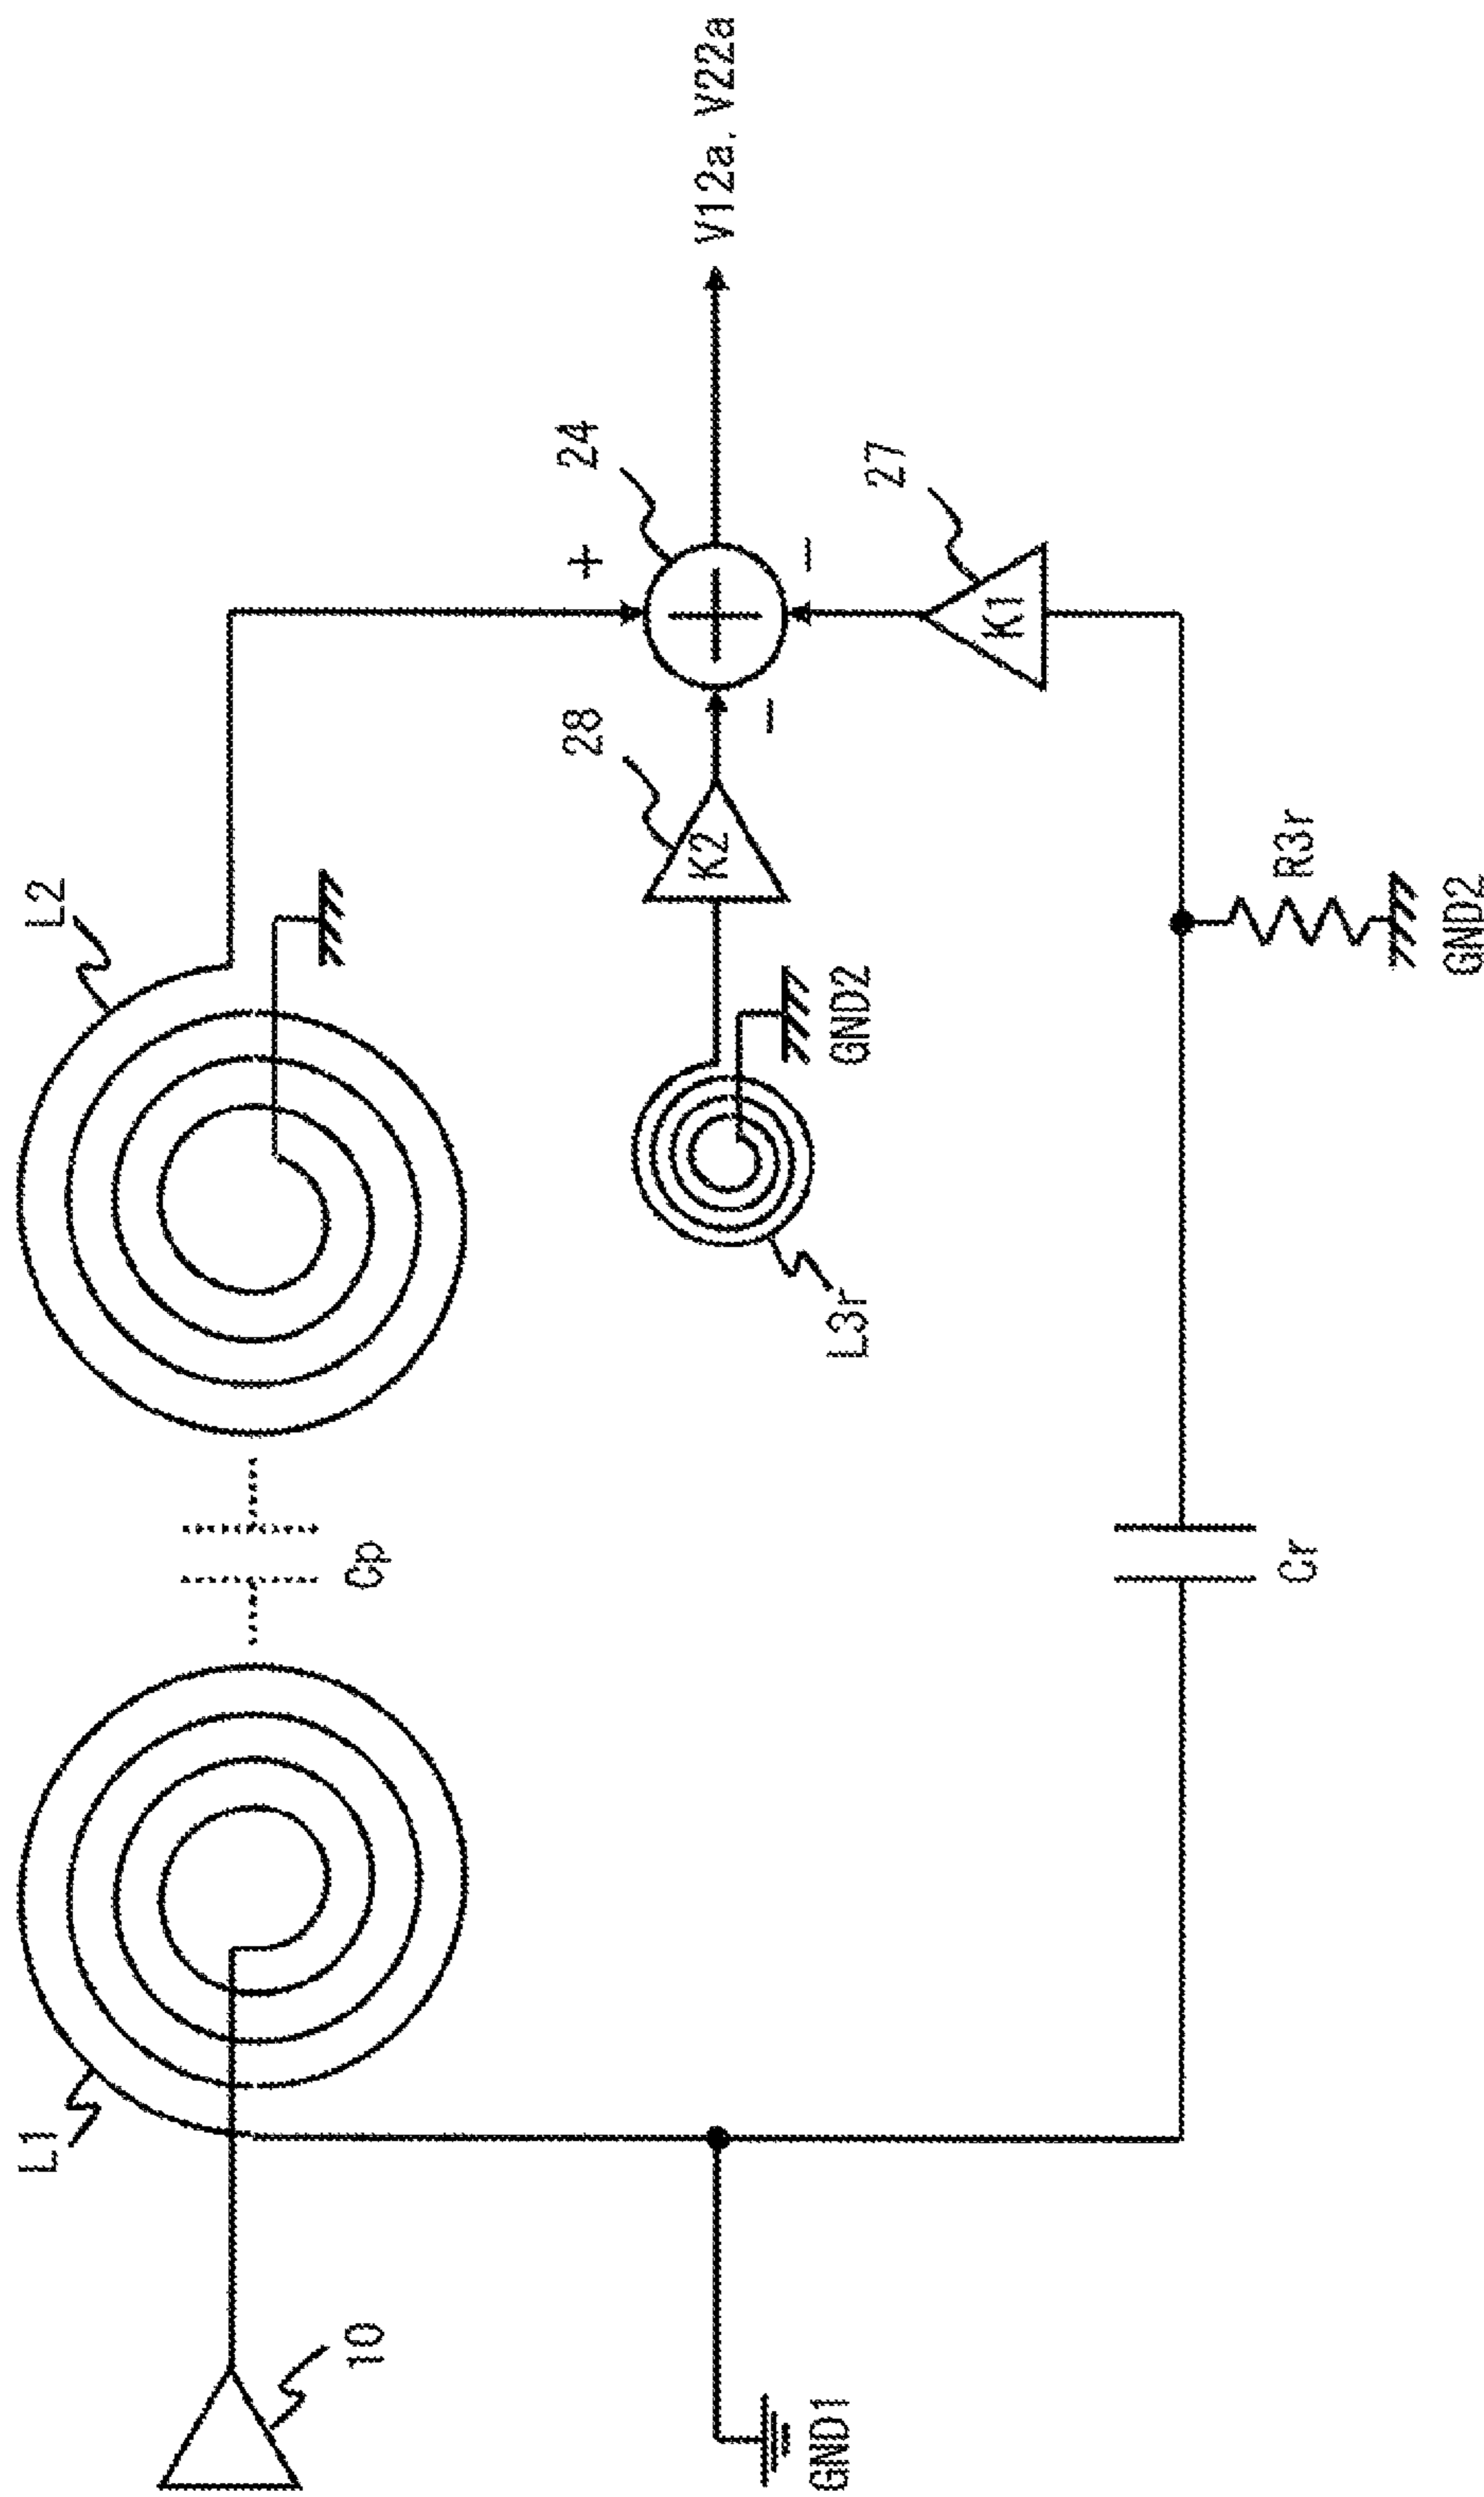 L1
L2
10
Cp
+
24
V12a, V22a
28
K2
−
−
27
K1
L3r
GND2
GND1
Cr
R3r
GND2